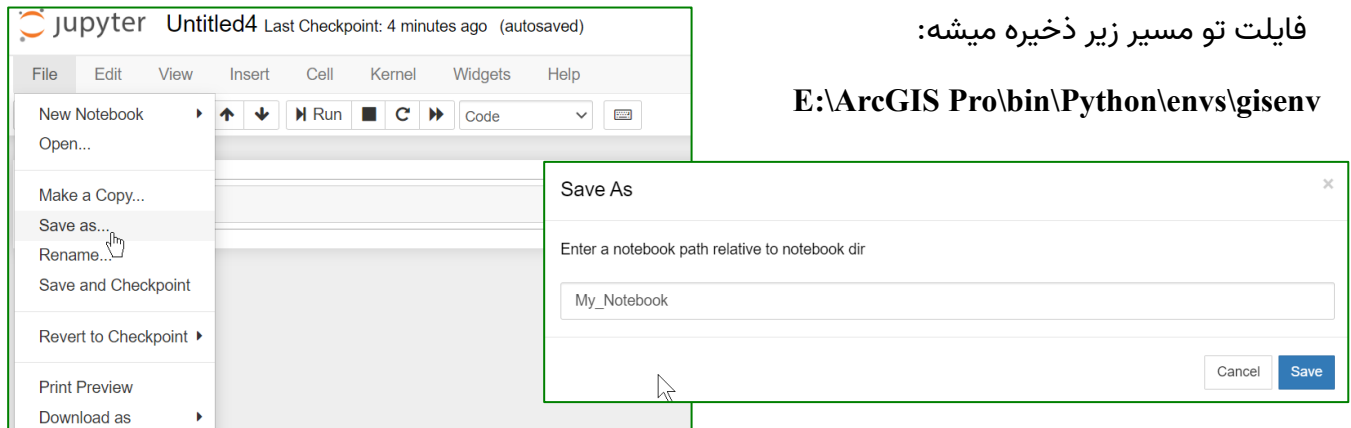 jupyter Untitled4 Last Checkpoint: 4 minutes ago (autosaved)
File Edit View Insert Cell Kernel Widgets Help
Run Code
New Notebook
Open...
Make a Copy...
Save as...
Rename...
Save and Checkpoint
Revert to Checkpoint
Print Preview
Download as
فایلت تو مسیر زیر ذخیره میشه:
E:\ArcGIS Pro\bin\Python\envs\gisenv
Save As
×
Enter a notebook path relative to notebook dir
My_Notebook
Cancel Save